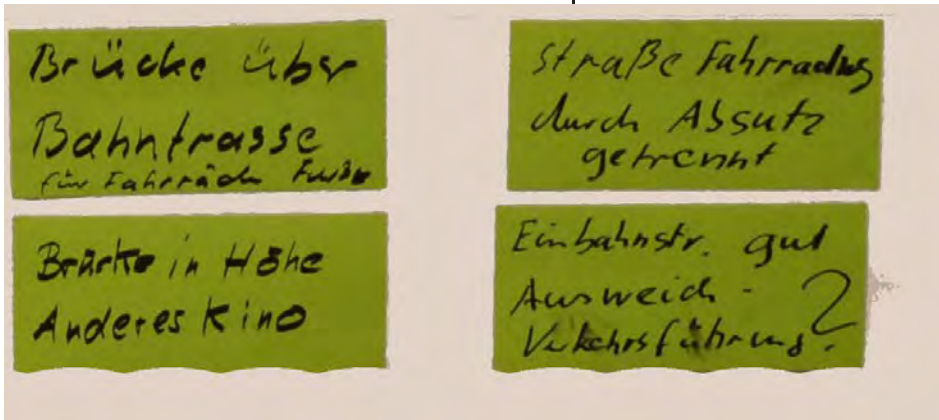 Brücke über
Bahntrasse
für Fahrräder
Brücke in Höhe
Anderes Kino
Straße Fahrradweg
durch Absatz
getrennt
Einbahnstr. gut
Ausweich-
Verkehrsführung?